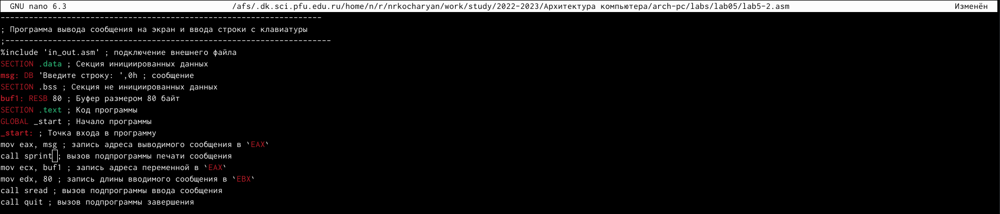 GNU nano 6.3 /afs/.dk.sci.pfu.edu.ru/home/n/r/nrkocharyan/work/study/2022-2023/Архитектура компьютера/arch-pc/labs/lab05/lab5-2.asm Изменён
--------------------------------------------------------------------
; Программа вывода сообщения на экран и ввода строки с клавиатуры
;---------------------------------------------------------------------
%include 'in_out.asm' ; подключение внешнего файла
SECTION .data ; Секция инициированных данных
msg: DB 'Введите строку: ',0h ; сообщение
SECTION .bss ; Секция не инициированных данных
buf1: RESB 80 ; Буфер размером 80 байт
SECTION .text ; Код программы
GLOBAL _start ; Начало программы
_start: ; Точка входа в программу
mov eax, msg ; запись адреса выводимого сообщения в `EAX`
call sprint ; вызов подпрограммы печати сообщения
mov ecx, buf1 ; запись адреса переменной в `EAX`
mov edx, 80 ; запись длины вводимого сообщения в `EBX`
call sread ; вызов подпрограммы ввода сообщения
call quit ; вызов подпрограммы завершения